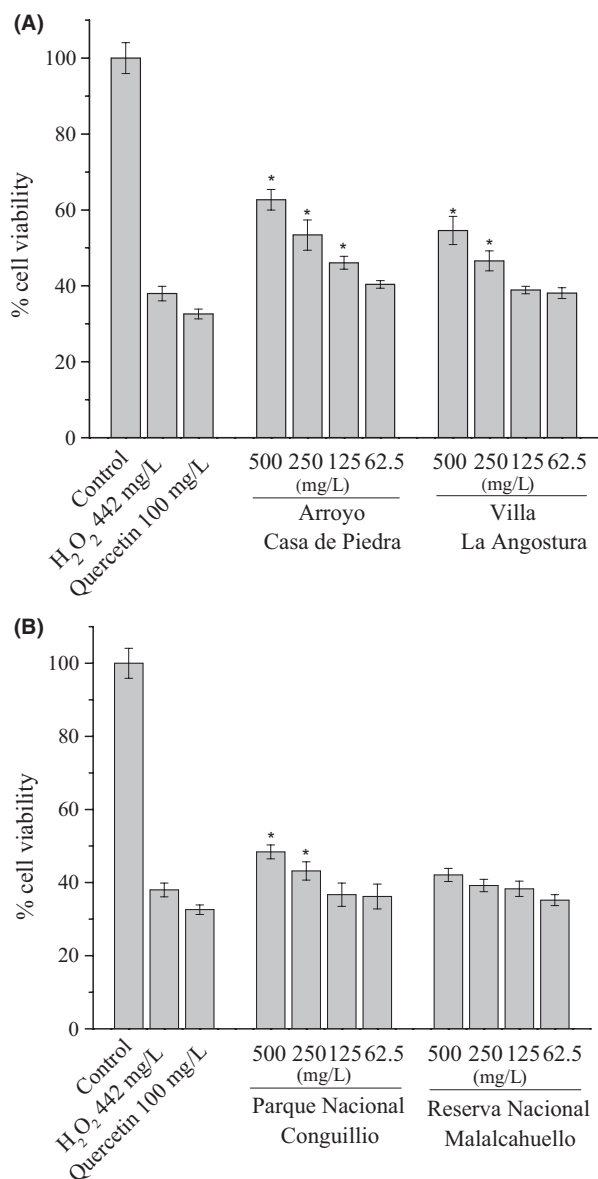 (A)
100
80
60
40
20
0
% cell viability
* * * * *
Control
H₂O₂ 442 mg/L
Quercetin 100 mg/L
500 250 125 62.5
(mg/L)
Arroyo
Casa de Piedra
500 250 125 62.5
(mg/L)
Villa
La Angostura
(B)
100
80
60
40
20
0
% cell viability
* *
Control
H₂O₂ 442 mg/L
Quercetin 100 mg/L
500 250 125 62.5
(mg/L)
Parque Nacional
Conguillio
500 250 125 62.5
(mg/L)
Reserva Nacional
Malalcahuello